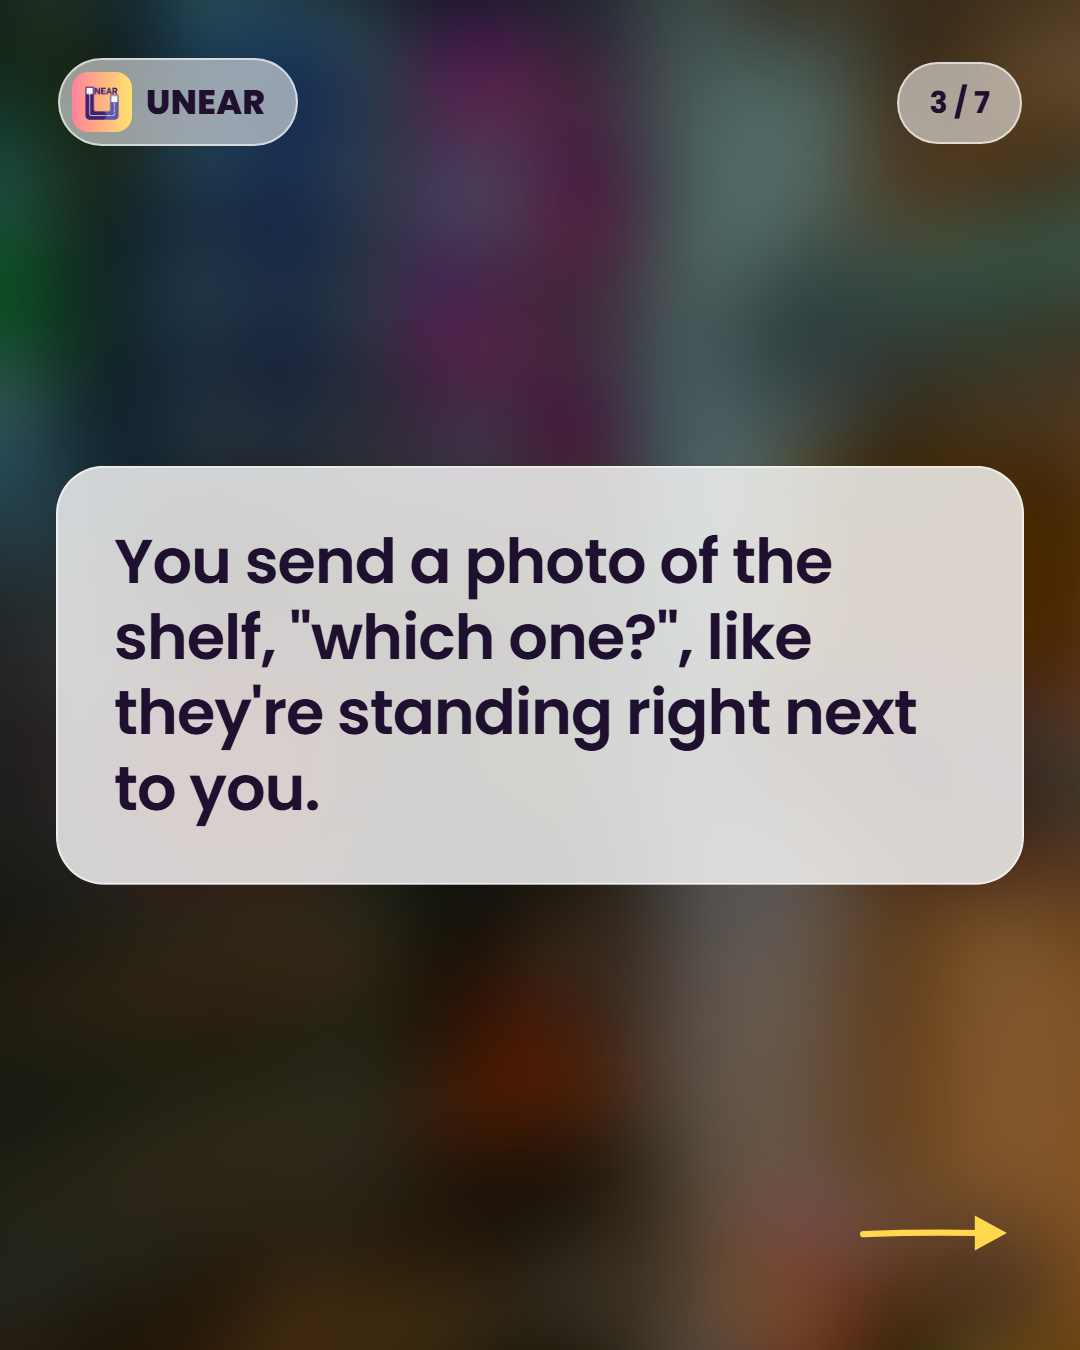 UNEAR
UNEAR
3 / 7
You send a photo of the
shelf, "which one?", like
they're standing right next
to you.